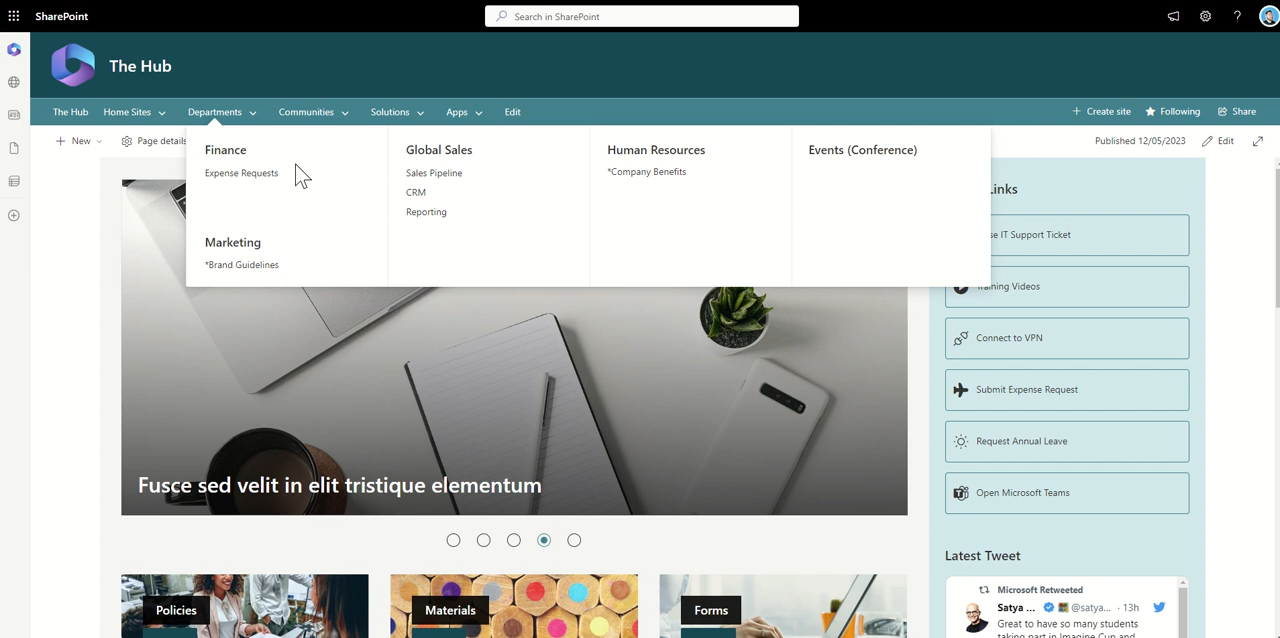 SharePoint
Search in SharePoint
?
The Hub
The Hub Home Sites Departments Communities Solutions Apps Edit
+ Create site Following Share
+ New Page details
Published 12/05/2023 Edit
Finance
Expense Requests
Marketing
*Brand Guidelines
Global Sales
Sales Pipeline
CRM
Reporting
Human Resources
*Company Benefits
Events (Conference)
Links
IT Support Ticket
Training Videos
Connect to VPN
Submit Expense Request
Request Annual Leave
Open Microsoft Teams
Fusce sed velit in elit tristique elementum
Policies
Materials
Forms
Latest Tweet
Microsoft Retweeted
Satya ... @satya... · 13h
Great to have so many students
taking part in Imagine Cup and